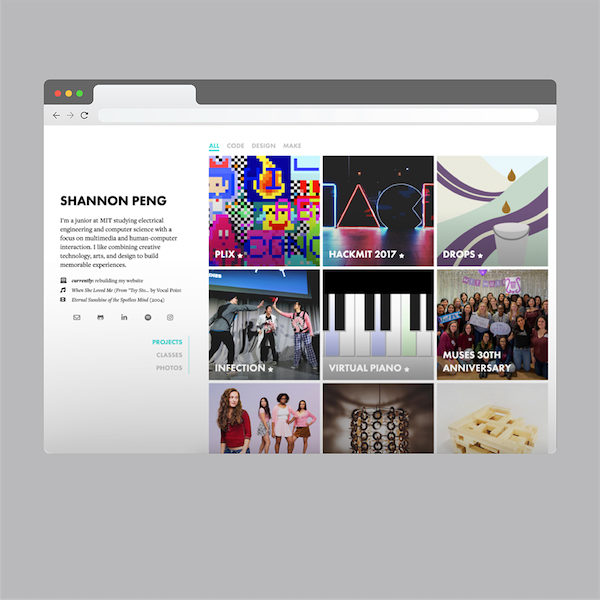 ALL CODE DESIGN MAKE
SHANNON PENG
I'm a junior at MIT studying electrical
engineering and computer science with a
focus on multimedia and human-computer
interaction. I like combining creative
technology, arts, and design to build
memorable experiences.
currently: rebuilding my website
When She Loved Me (From "Toy Sto... by Vocal Point
Eternal Sunshine of the Spotless Mind (2004)
PROJECTS
CLASSES
PHOTOS
PLIX
HACKMIT 2017
DROPS
INFECTION
VIRTUAL PIANO
MUSES 30TH
ANNIVERSARY